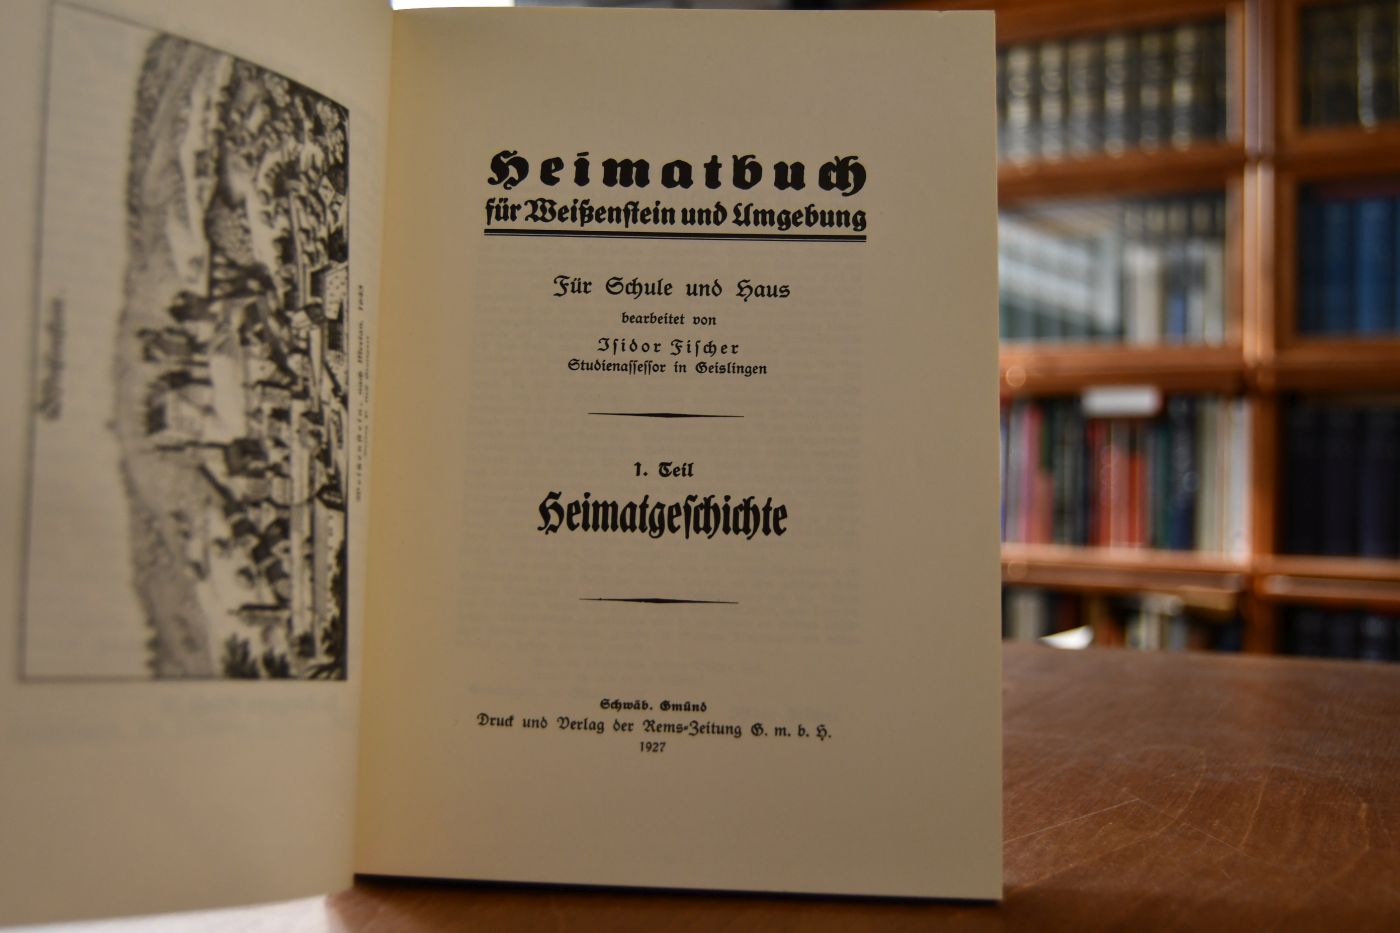 Heimatbuch
für Weißenstein und Umgebung
Für Schule und Haus
bearbeitet von
Isidor Fischer
Studienassessor in Geislingen
1. Teil
Heimatgeschichte
Schwäb. Gmünd
Druck und Verlag der Rems-Zeitung G. m. b. H.
1927